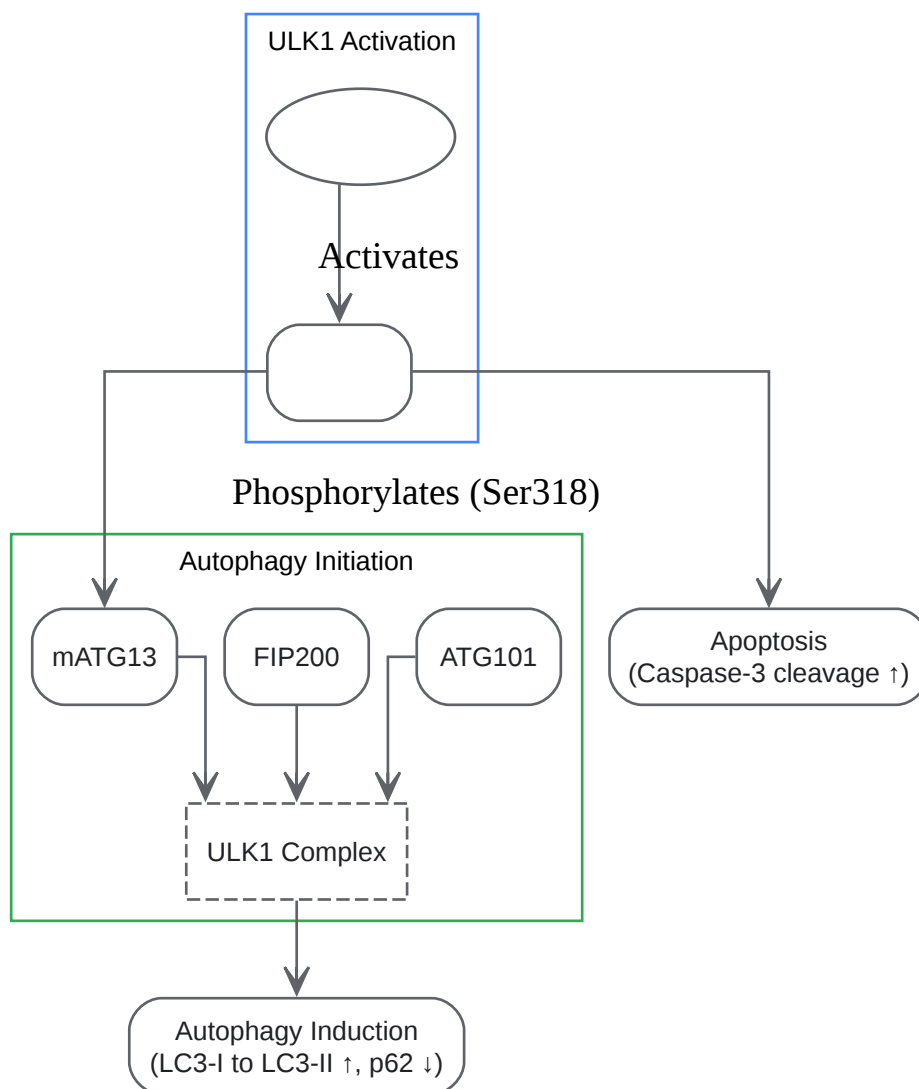 ULK1 Activation
Activates
Phosphorylates (Ser318)
Autophagy Initiation
mATG13
FIP200
ATG101
Apoptosis
(Caspase-3 cleavage ↑)
ULK1 Complex
Autophagy Induction
(LC3-I to LC3-II ↑, p62 ↓)